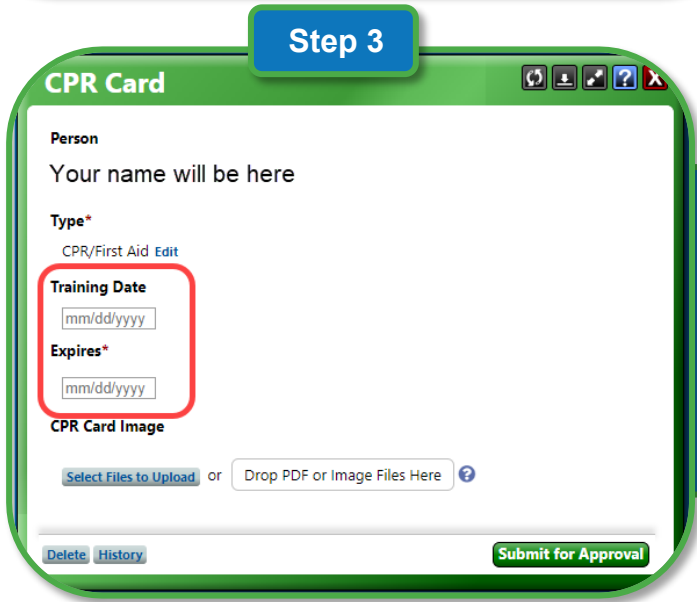 Step 3
CPR Card
?
X
Person
Your name will be here
Type*
CPR/First Aid Edit
Training Date
mm/dd/yyyy
Expires*
mm/dd/yyyy
CPR Card Image
Select Files to Upload or Drop PDF or Image Files Here ?
Delete History Submit for Approval